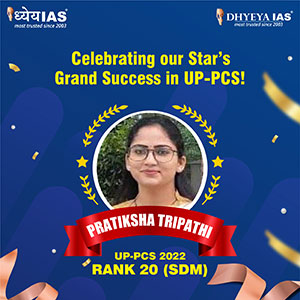 ध्येय IAS®
most trusted since 2003
DHYEYA IAS®
most trusted since 2003
Celebrating our Star's
Grand Success in UP-PCS!
PRATIKSHA TRIPATHI
UP-PCS 2022
RANK 20 (SDM)